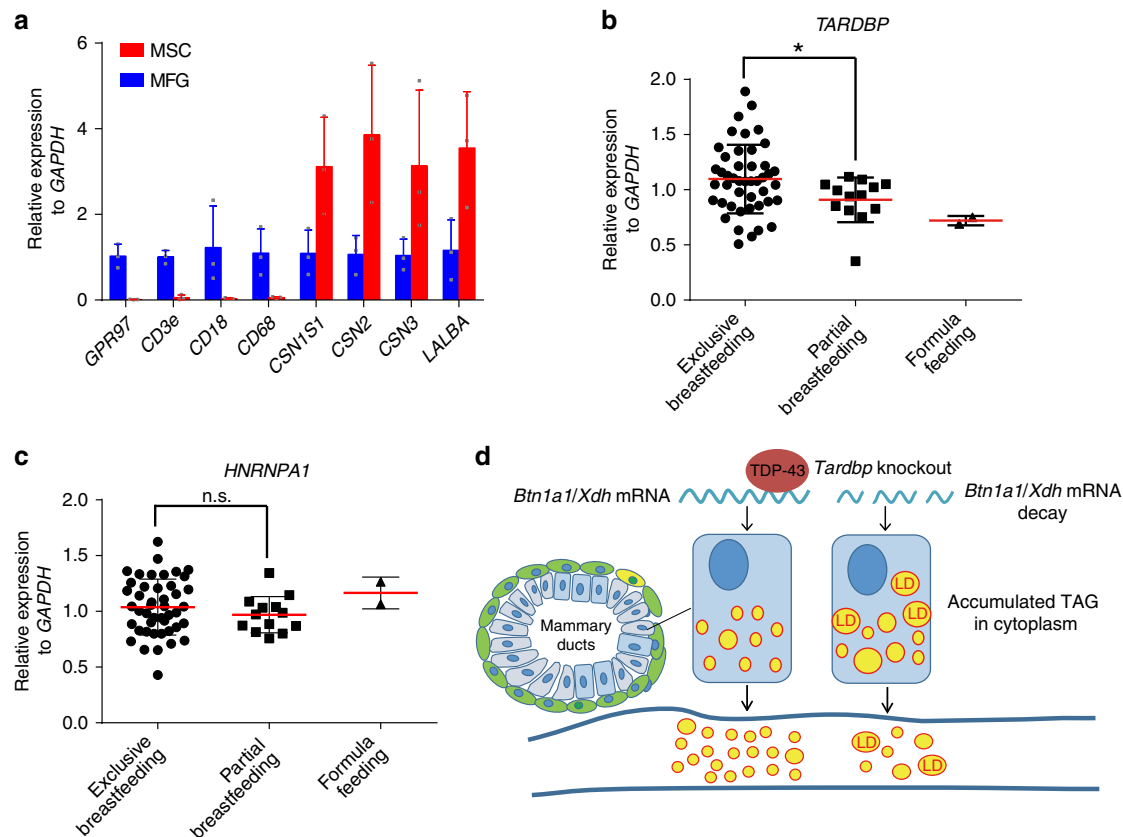 a
MSC
MFG
Relative expression
to GAPDH
6
4
2
0
GPR97
CD3e
CD18
CD68
CSN1S1
CSN2
CSN3
LALBA
b
TARDBP
*
Relative expression
to GAPDH
2.0
1.5
1.0
0.5
0.0
Exclusive
breastfeeding
Partial
breastfeeding
Formula
feeding
c
HNRNPA1
n.s.
Relative expression
to GAPDH
2.0
1.5
1.0
0.5
0.0
Exclusive
breastfeeding
Partial
breastfeeding
Formula
feeding
d
TDP-43
Tardbp knockout
Btn1a1/Xdh mRNA
Btn1a1/Xdh mRNA
decay
Mammary
ducts
LD
LD
LD
Accumulated TAG
in cytoplasm
LD
LD